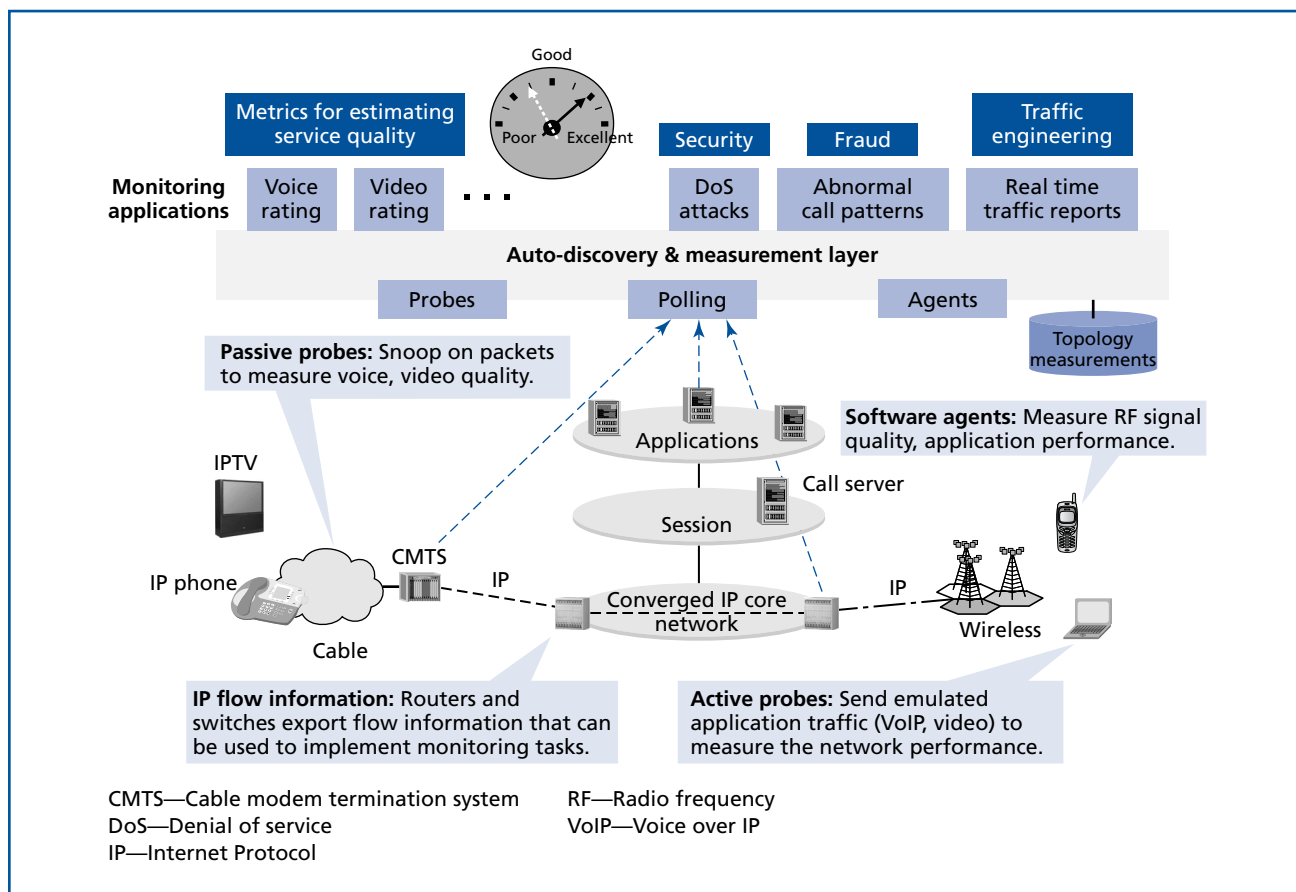 Good
Poor
Excellent
Metrics for estimating
service quality
Security
Fraud
Traffic
engineering
Monitoring
applications
Voice
rating
Video
rating
. . .
DoS
attacks
Abnormal
call patterns
Real time
traffic reports
Auto-discovery & measurement layer
Probes
Polling
Agents
Topology
measurements
Passive probes: Snoop on packets
to measure voice, video quality.
Software agents: Measure RF signal
quality, application performance.
Applications
IPTV
Call server
Session
CMTS
IP phone
IP
Converged IP core
network
IP
Wireless
Cable
IP flow information: Routers and
switches export flow information that can
be used to implement monitoring tasks.
Active probes: Send emulated
application traffic (VoIP, video) to
measure the network performance.
CMTS—Cable modem termination system
DoS—Denial of service
IP—Internet Protocol
RF—Radio frequency
VoIP—Voice over IP